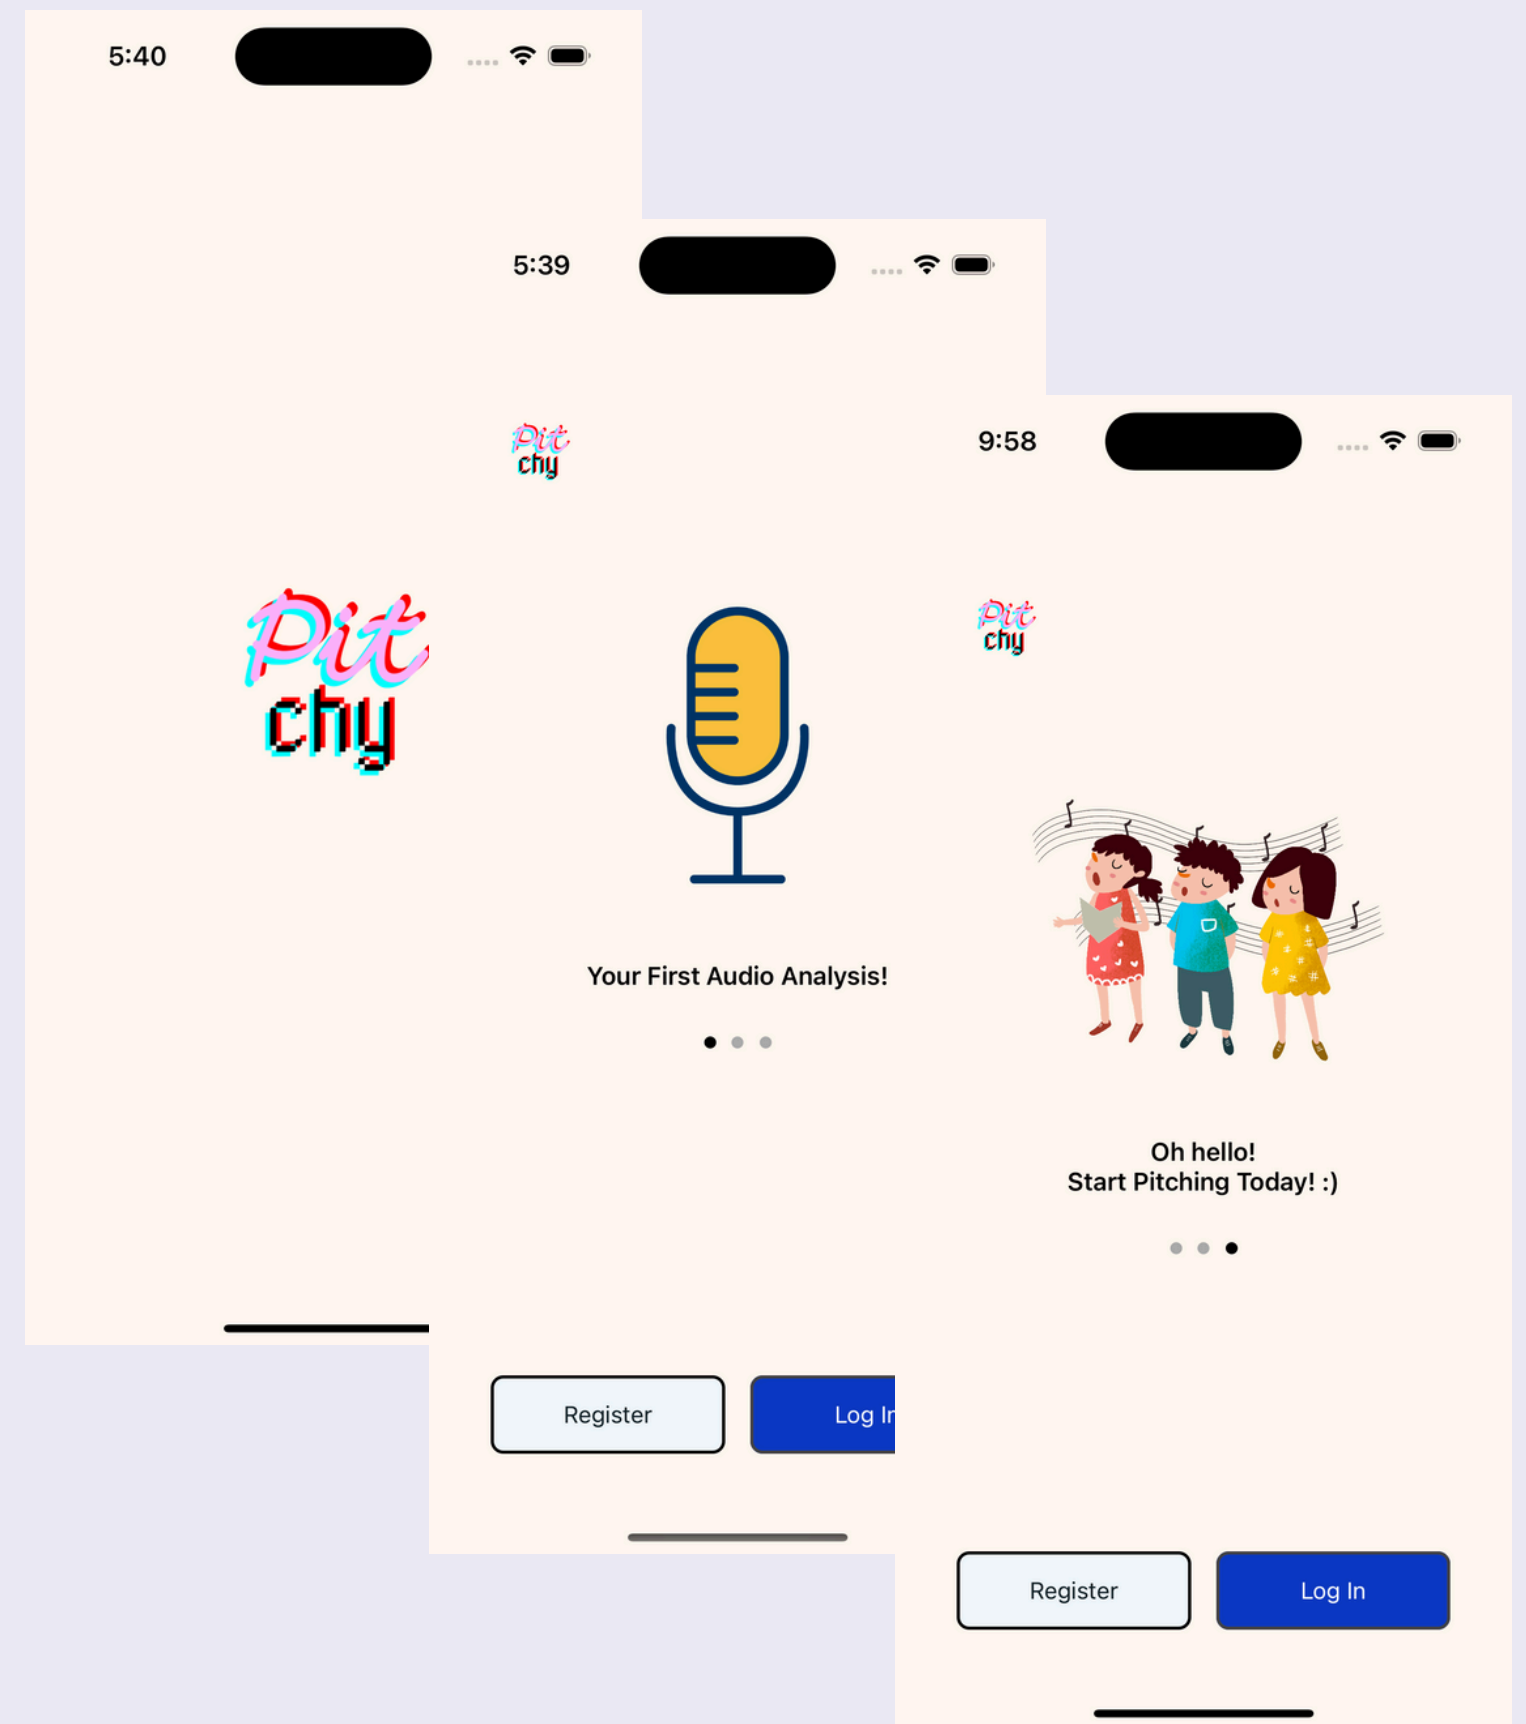 5:40
Pit
chy
5:39
Pit
chy
Your First Audio Analysis!
Register
Log In
9:58
Pit
chy
Oh hello!
Start Pitching Today! :)
Register
Log In